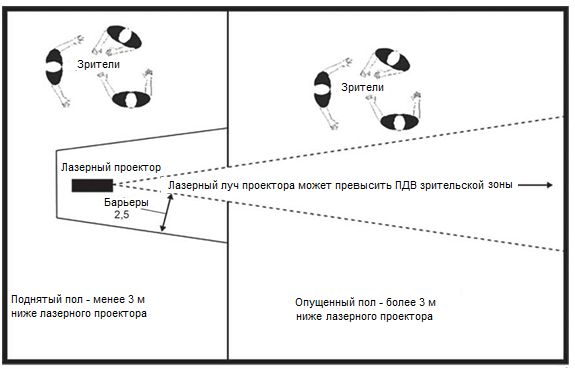 Зрители
Зрители
Лазерный проектор
Лазерный луч проектора может превысить ПДВ зрительской зоны
Барьеры
2,5
Поднятый пол - менее 3 м
ниже лазерного проектора
Опущенный пол - более 3 м
ниже лазерного проектора